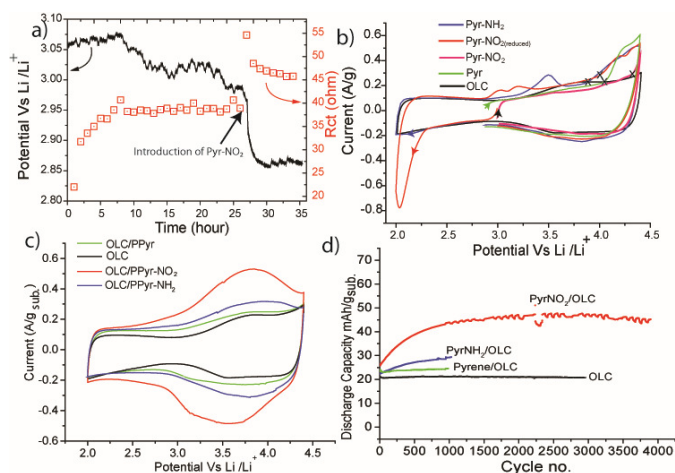 a)
Potential Vs Li /Li+
3.05
3.00
2.95
2.90
2.85
2.80
0 5 10 15 20 25 30 35
Time (hour)
Introduction of Pyr-NO₂
55
50
45
40
35
30
25
20
Rct (ohm)
b)
Pyr-NH₂
Pyr-NO₂(reduced)
Pyr-NO₂
Pyr
OLC
Current (A/g)
0.6
0.4
0.2
0.0
-0.2
-0.4
-0.6
-0.8
2.0 2.5 3.0 3.5 4.0 4.5
Potential Vs Li /Li+
c)
OLC/PPyr
OLC
OLC/PPyr-NO₂
OLC/PPyr-NH₂
Current (A/g sub.)
0.6
0.4
0.2
0.0
-0.2
-0.4
-0.6
2.0 2.5 3.0 3.5 4.0 4.5
Potential Vs Li /Li+
d)
Discharge Capacity mAh/g sub.
70
60
50
40
30
20
10
0
PyrNO₂/OLC
PyrNH₂/OLC
Pyrene/OLC
OLC
0 500 1000 1500 2000 2500 3000 3500 4000
Cycle no.